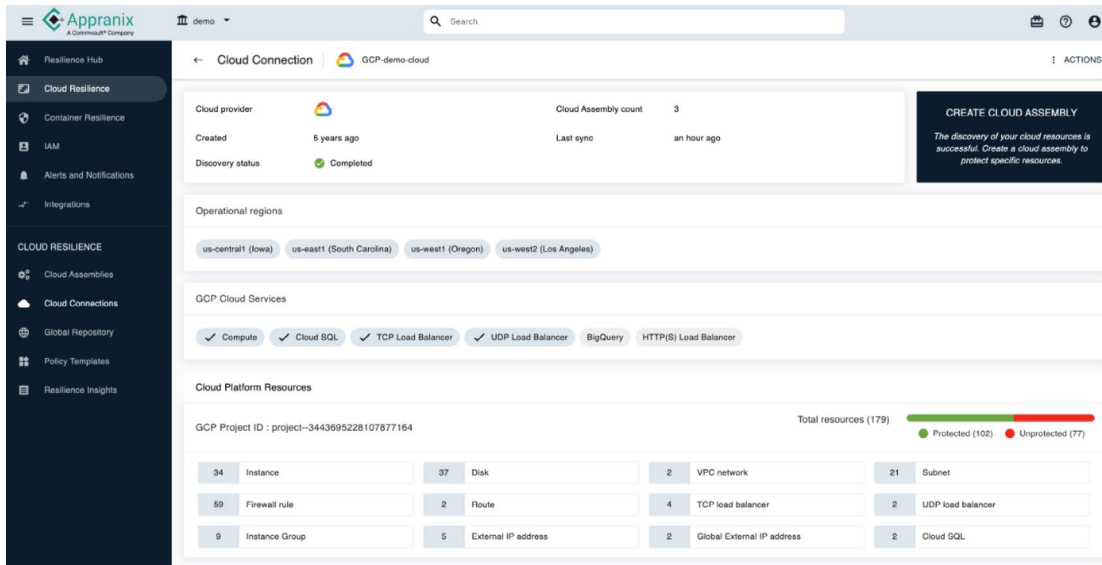 Appranix
A Commvault® Company
demo
Search
Resilience Hub
Cloud Resilience
Container Resilience
IAM
Alerts and Notifications
Integrations
CLOUD RESILIENCE
Cloud Assemblies
Cloud Connections
Global Repository
Policy Templates
Resilience Insights
Cloud Connection GCP-demo-cloud
ACTIONS
Cloud provider
Cloud Assembly count 3
Created 5 years ago
Last sync an hour ago
Discovery status Completed
CREATE CLOUD ASSEMBLY
The discovery of your cloud resources is
successful. Create a cloud assembly to
protect specific resources.
Operational regions
us-central1 (Iowa) us-east1 (South Carolina) us-west1 (Oregon) us-west2 (Los Angeles)
GCP Cloud Services
Compute Cloud SQL TCP Load Balancer UDP Load Balancer BigQuery HTTP(S) Load Balancer
Cloud Platform Resources
GCP Project ID : project--3443695228107877164
Total resources (179)
Protected (102) Unprotected (77)
34 Instance 37 Disk 2 VPC network 21 Subnet
59 Firewall rule 2 Route 4 TCP load balancer 2 UDP load balancer
9 Instance Group 5 External IP address 2 Global External IP address 2 Cloud SQL